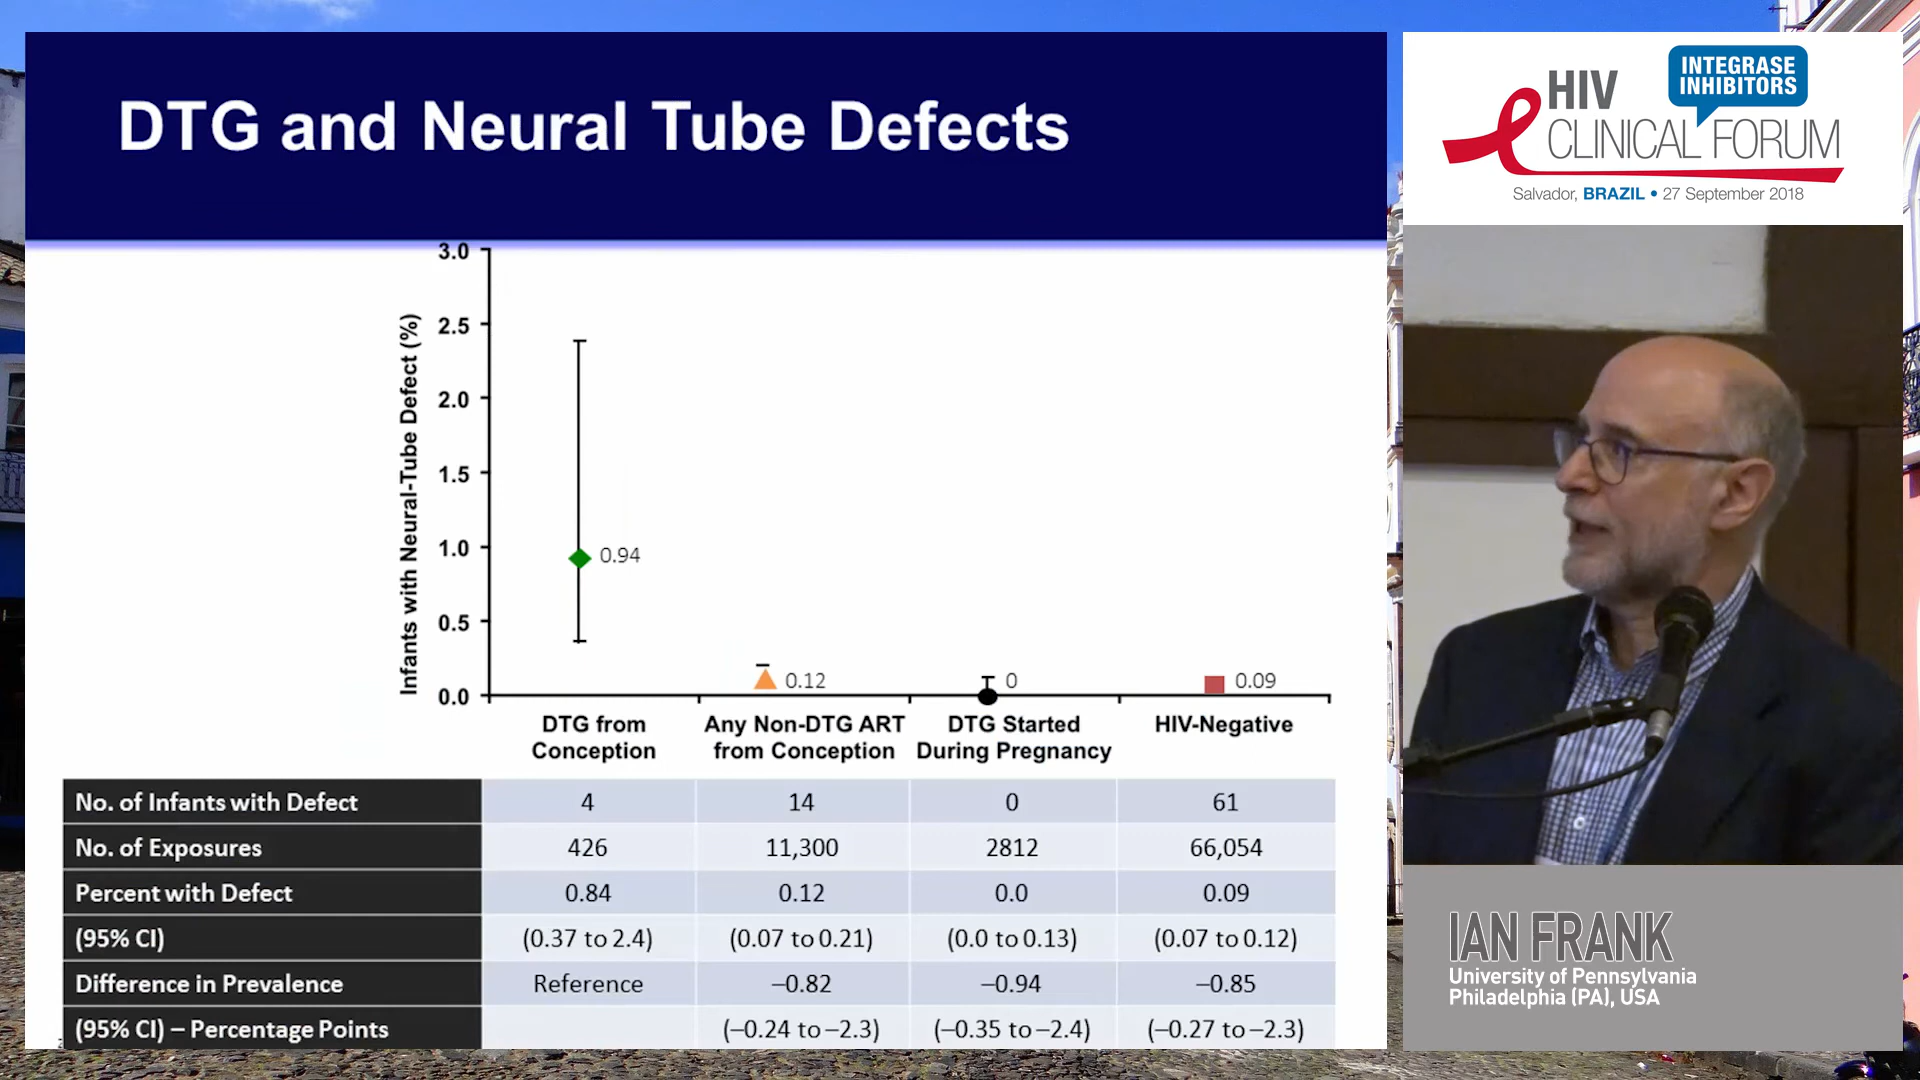 DTG and Neural Tube Defects
3.0
2.5
2.0
1.5
1.0
0.5
0.0
Infants with Neural-Tube Defect (%)
0.94
0.12
0
0.09
DTG from
Conception
Any Non-DTG ART
from Conception
DTG Started
During Pregnancy
HIV-Negative
No. of Infants with Defect 4 14 0 61
No. of Exposures 426 11,300 2812 66,054
Percent with Defect 0.84 0.12 0.0 0.09
(95% CI) (0.37 to 2.4) (0.07 to 0.21) (0.0 to 0.13) (0.07 to 0.12)
Difference in Prevalence Reference –0.82 –0.94 –0.85
(95% CI) – Percentage Points (–0.24 to –2.3) (–0.35 to –2.4) (–0.27 to –2.3)
INTEGRASE
INHIBITORS
HIV
CLINICAL FORUM
Salvador, BRAZIL • 27 September 2018
IAN FRANK
University of Pennsylvania
Philadelphia (PA), USA